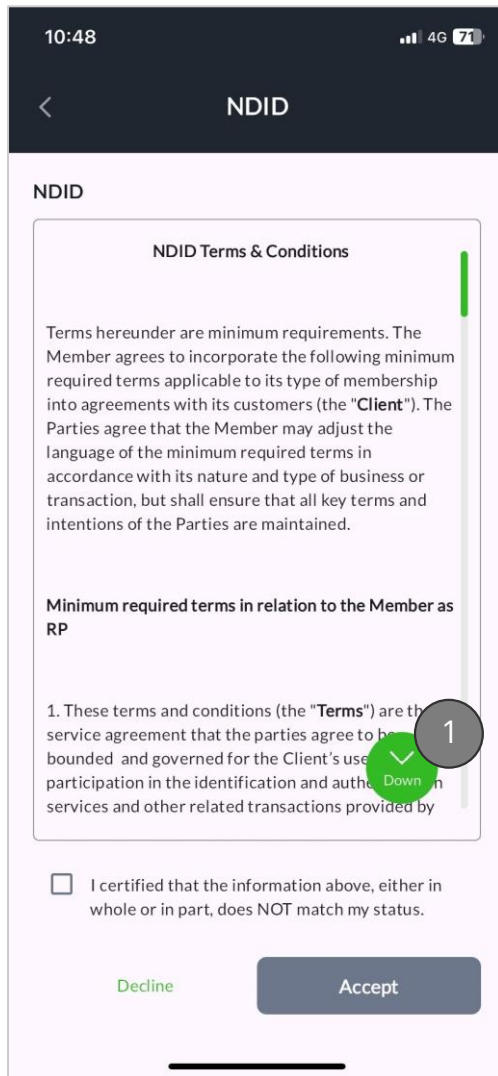 10:48
4G 71
NDID
NDID
NDID Terms & Conditions
Terms hereunder are minimum requirements. The
Member agrees to incorporate the following minimum
required terms applicable to its type of membership
into agreements with its customers (the "Client"). The
Parties agree that the Member may adjust the
language of the minimum required terms in
accordance with its nature and type of business or
transaction, but shall ensure that all key terms and
intentions of the Parties are maintained.
Minimum required terms in relation to the Member as
RP
1. These terms and conditions (the "Terms") are the
1
service agreement that the parties agree to be
bounded and governed for the Client's use
Down
participation in the identification and
services and other related transactions provided by
I certified that the information above, either in
whole or in part, does NOT match my status.
Decline
Accept